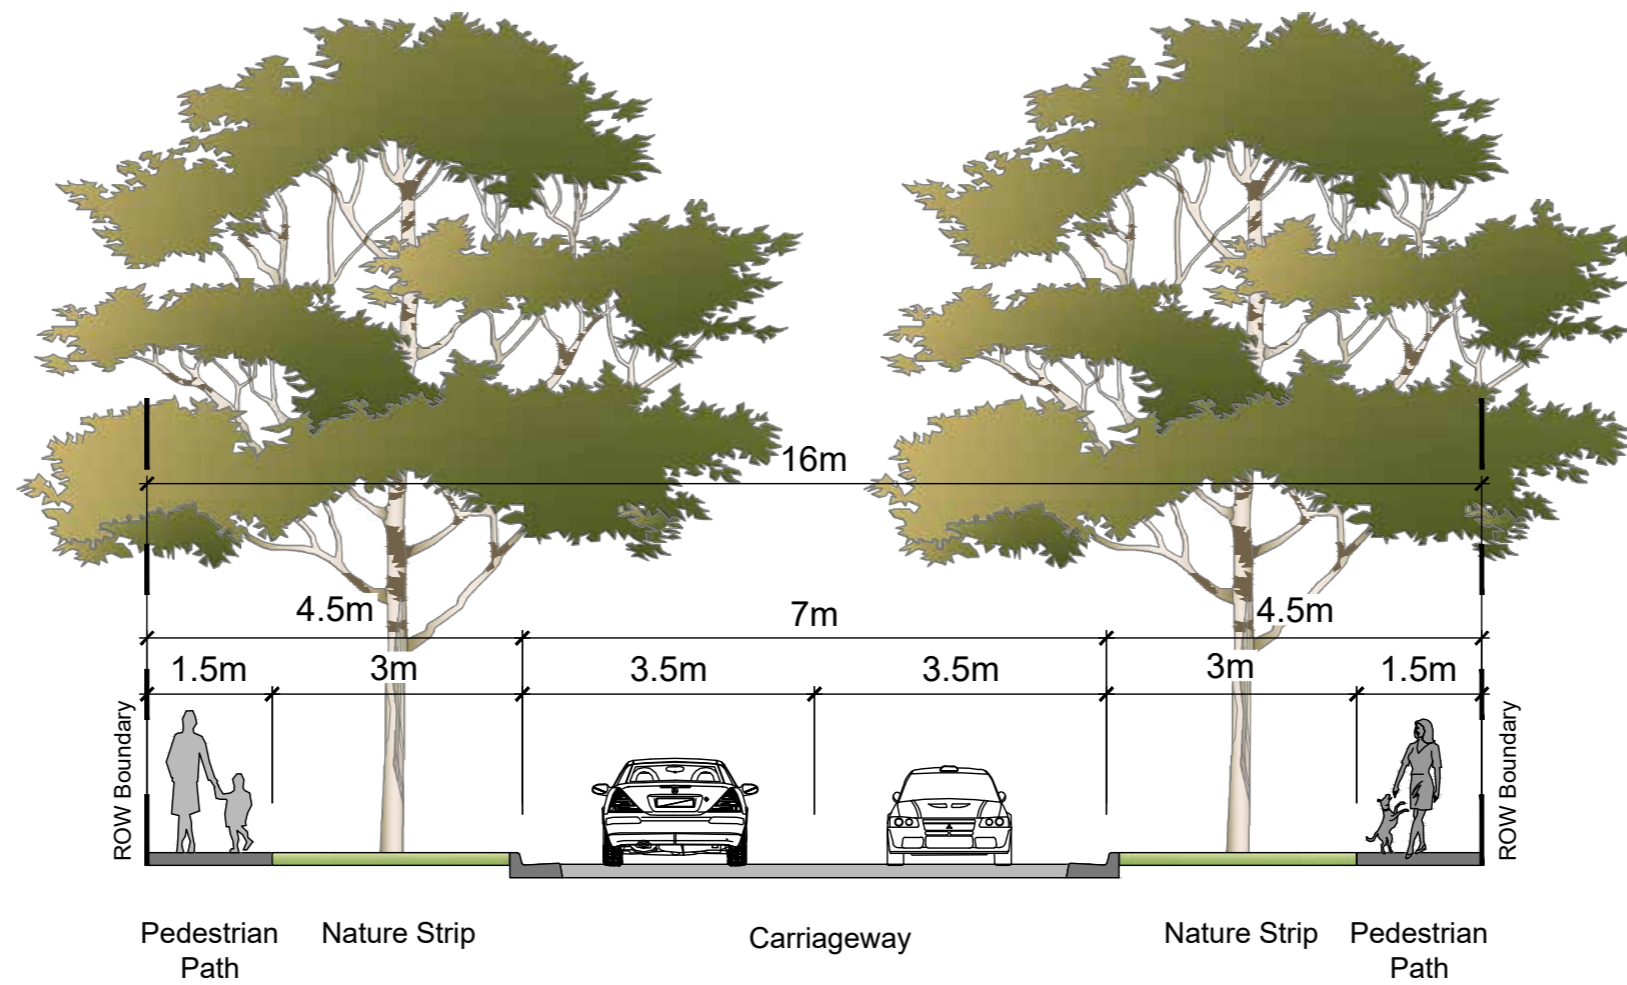 16m
4.5m
7m
4.5m
1.5m
3m
3.5m
3.5m
3m
1.5m
ROW Boundary
ROW Boundary
Pedestrian
Path
Nature Strip
Carriageway
Nature Strip
Pedestrian
Path